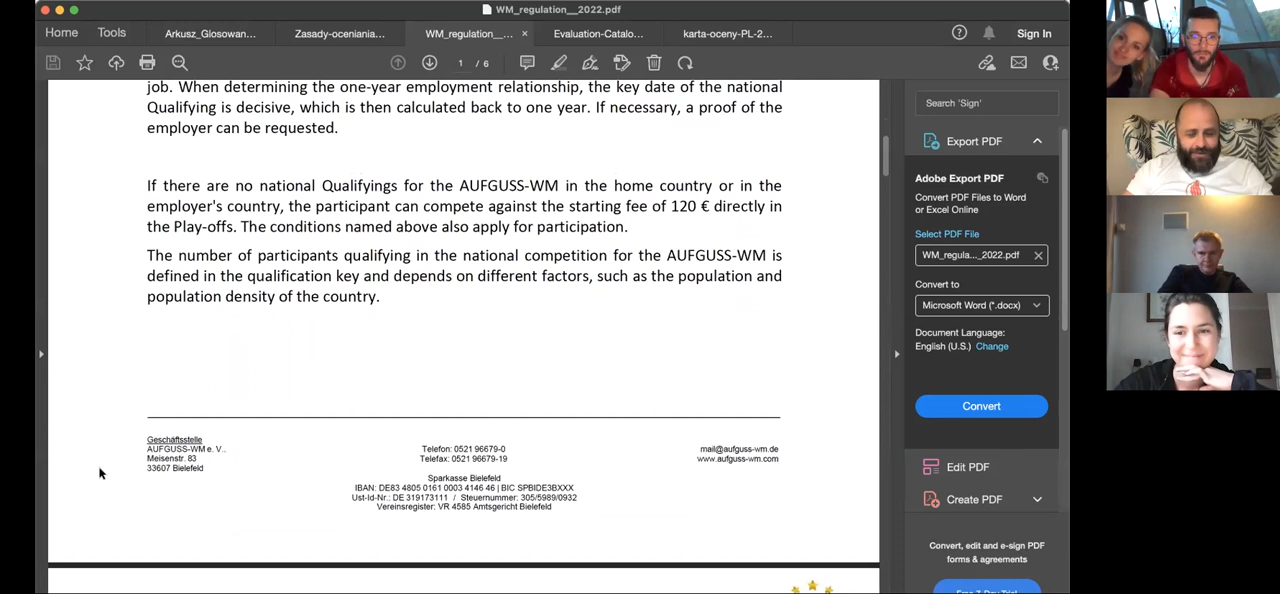 WM_regulation__2022.pdf
Home Tools Arkusz_Glosowan... Zasady-oceniania... WM_regulation__... × Evaluation-Catalo... karta-oceny-PL-2... Sign In
1 / 6
job. When determining the one-year employment relationship, the key date of the national
Qualifying is decisive, which is then calculated back to one year. If necessary, a proof of the
employer can be requested.
If there are no national Qualifyings for the AUFGUSS-WM in the home country or in the
employer's country, the participant can compete against the starting fee of 120 € directly in
the Play-offs. The conditions named above also apply for participation.
The number of participants qualifying in the national competition for the AUFGUSS-WM is
defined in the qualification key and depends on different factors, such as the population and
population density of the country.
Geschäftsstelle
AUFGUSS-WM e. V..
Meisenstr. 83
33607 Bielefeld
Telefon: 0521 96679-0
Telefax: 0521 96679-19
mail@aufguss-wm.de
www.aufguss-wm.com
Sparkasse Bielefeld
IBAN: DE83 4805 0161 0003 4146 46 | BIC SPBIDE3BXXX
Ust-Id-Nr.: DE 319173111 / Steuernummer: 305/5989/0932
Vereinsregister: VR 4585 Amtsgericht Bielefeld
Search 'Sign'
Export PDF
Adobe Export PDF
Convert PDF Files to Word
or Excel Online
Select PDF File
WM_regula..._2022.pdf
Convert to
Microsoft Word (*.docx)
Document Language:
English (U.S.) Change
Convert
Edit PDF
Create PDF
Convert, edit and e-sign PDF
forms & agreements
Free 7-Day Trial